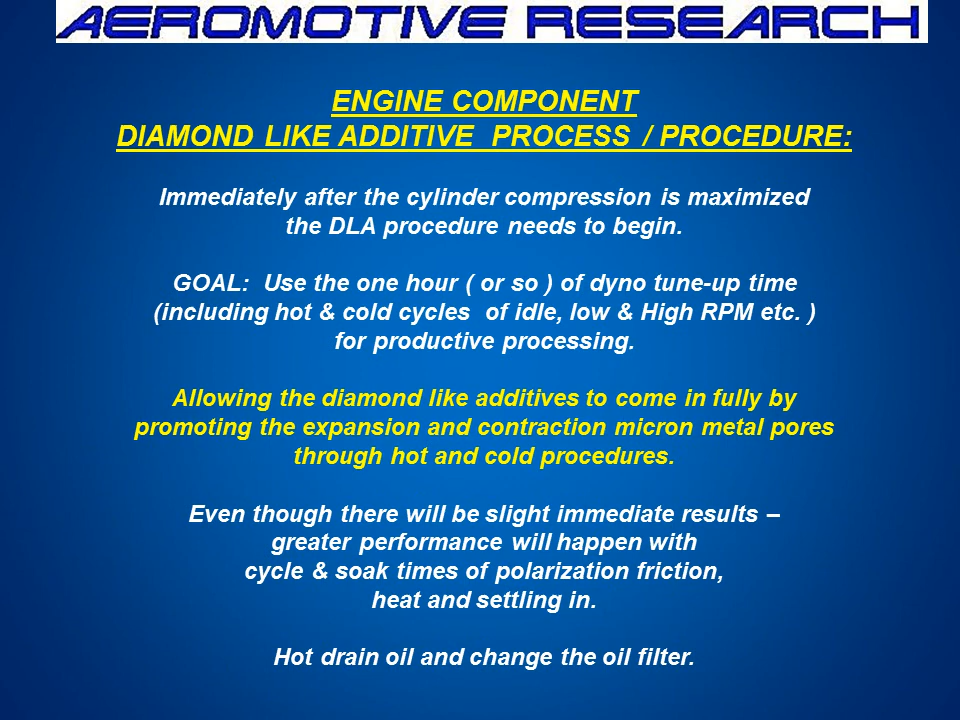 AEROMOTIVE RESEARCH
ENGINE COMPONENT
DIAMOND LIKE ADDITIVE PROCESS / PROCEDURE:
Immediately after the cylinder compression is maximized
the DLA procedure needs to begin.
GOAL: Use the one hour ( or so ) of dyno tune-up time
(including hot & cold cycles of idle, low & High RPM etc. )
for productive processing.
Allowing the diamond like additives to come in fully by
promoting the expansion and contraction micron metal pores
through hot and cold procedures.
Even though there will be slight immediate results –
greater performance will happen with
cycle & soak times of polarization friction,
heat and settling in.
Hot drain oil and change the oil filter.